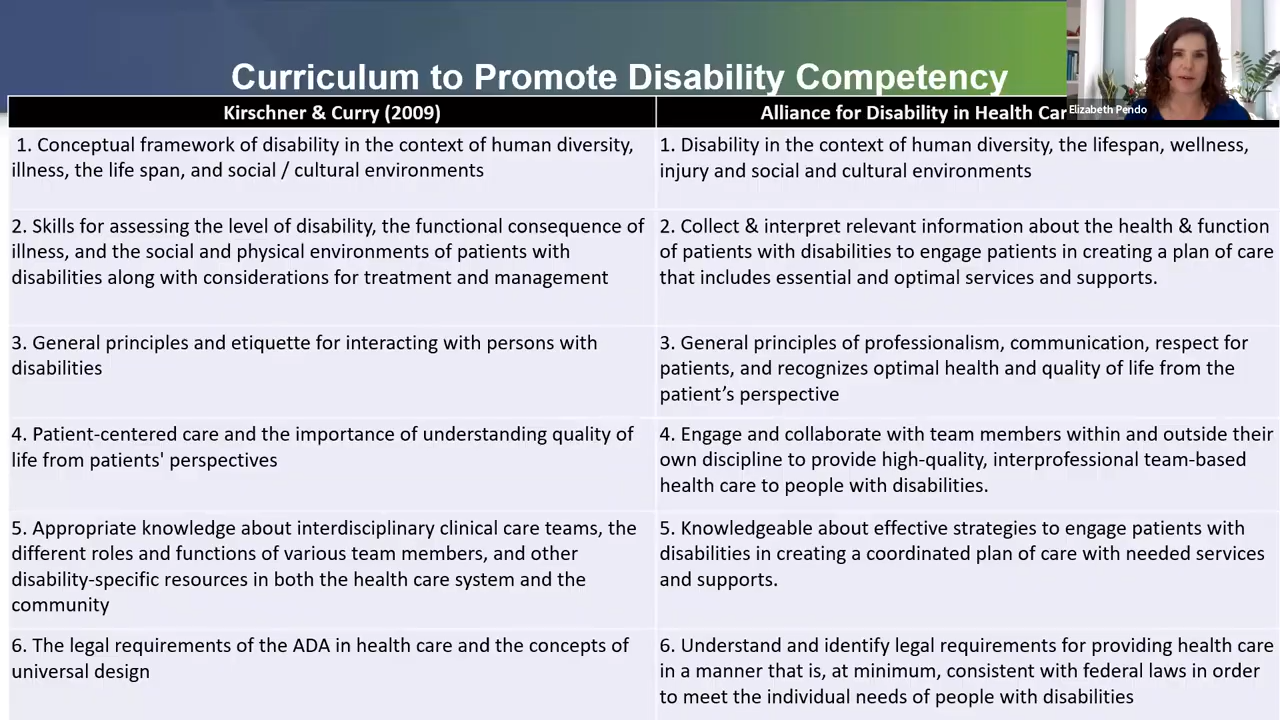 Curriculum to Promote Disability Competency
Elizabeth Pendo
Kirschner & Curry (2009)
Alliance for Disability in Health Car
1. Conceptual framework of disability in the context of human diversity,
illness, the life span, and social / cultural environments
1. Disability in the context of human diversity, the lifespan, wellness,
injury and social and cultural environments
2. Skills for assessing the level of disability, the functional consequence of
illness, and the social and physical environments of patients with
disabilities along with considerations for treatment and management
2. Collect & interpret relevant information about the health & function
of patients with disabilities to engage patients in creating a plan of care
that includes essential and optimal services and supports.
3. General principles and etiquette for interacting with persons with
disabilities
3. General principles of professionalism, communication, respect for
patients, and recognizes optimal health and quality of life from the
patient’s perspective
4. Patient-centered care and the importance of understanding quality of
life from patients' perspectives
4. Engage and collaborate with team members within and outside their
own discipline to provide high-quality, interprofessional team-based
health care to people with disabilities.
5. Appropriate knowledge about interdisciplinary clinical care teams, the
different roles and functions of various team members, and other
disability-specific resources in both the health care system and the
community
5. Knowledgeable about effective strategies to engage patients with
disabilities in creating a coordinated plan of care with needed services
and supports.
6. The legal requirements of the ADA in health care and the concepts of
universal design
6. Understand and identify legal requirements for providing health care
in a manner that is, at minimum, consistent with federal laws in order
to meet the individual needs of people with disabilities